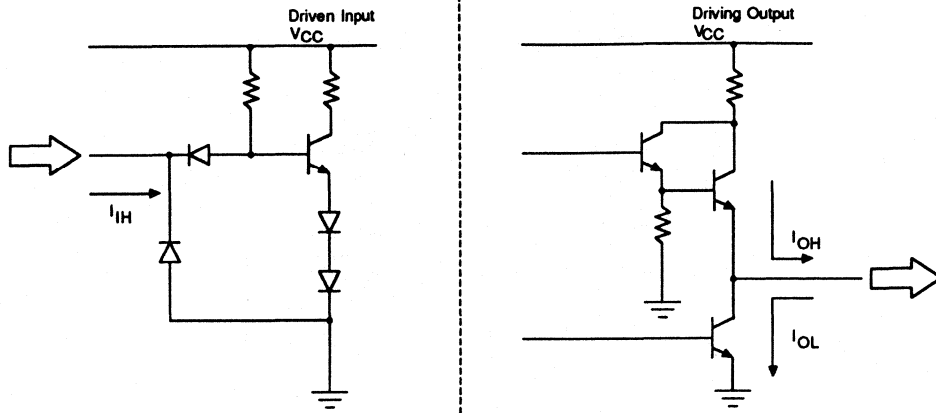 Driven Input
VCC
IIH
Driving Output
VCC
IOH
IOL